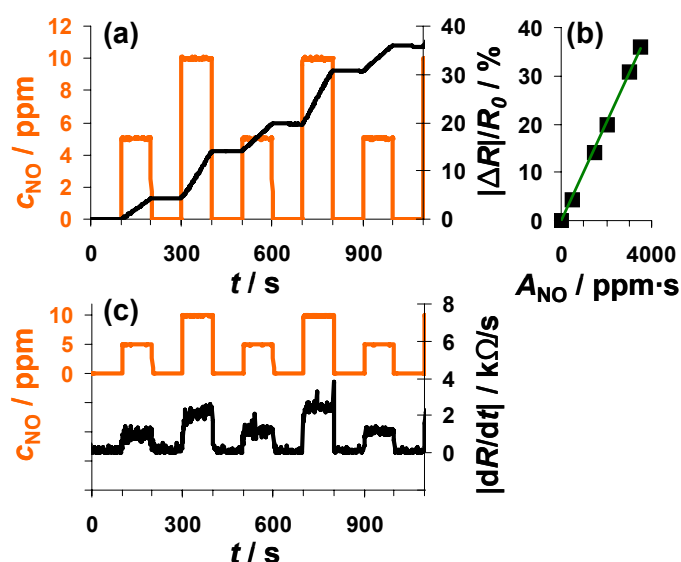 (a)
12
10
8
6
4
2
0
c_NO / ppm
40
30
20
10
0
|ΔR|/R_0 / %
0 300 600 900
t / s
(b)
40
30
20
10
0
0 4000
A_NO / ppm·s
(c)
10
5
0
c_NO / ppm
8
6
4
2
0
|dR/dt| / kΩ/s
0 300 600 900
t / s